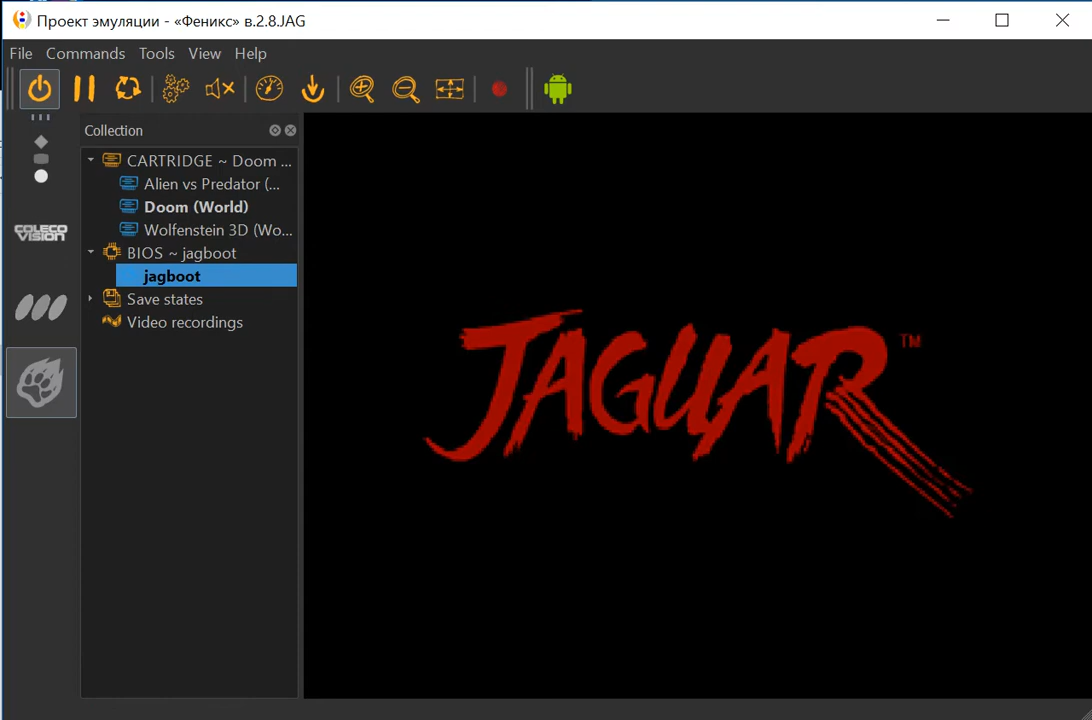 Проект эмуляции - «Феникс» в.2.8.JAG
File Commands Tools View Help
COLECO
VISION
Collection
CARTRIDGE ~ Doom ...
Alien vs Predator (...
Doom (World)
Wolfenstein 3D (Wo...
BIOS ~ jagboot
jagboot
Save states
Video recordings
JAGUAR™